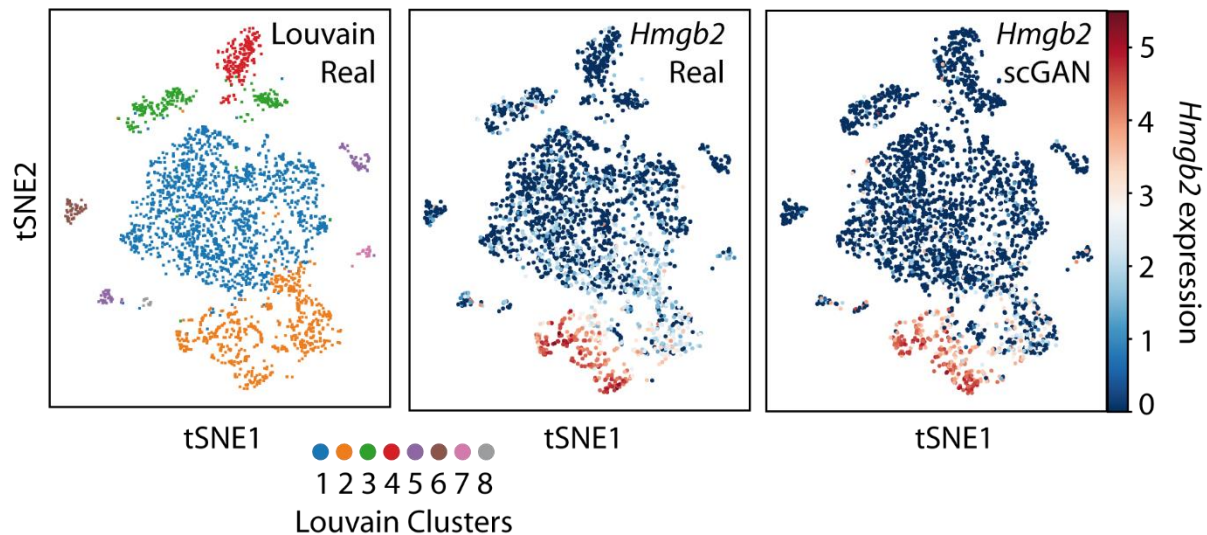 Louvain
Real
Hmgb2
Real
Hmgb2
scGAN
tSNE2
tSNE1
tSNE1
tSNE1
5
4
3
2
1
0
Hmgb2 expression
1 2 3 4 5 6 7 8
Louvain Clusters